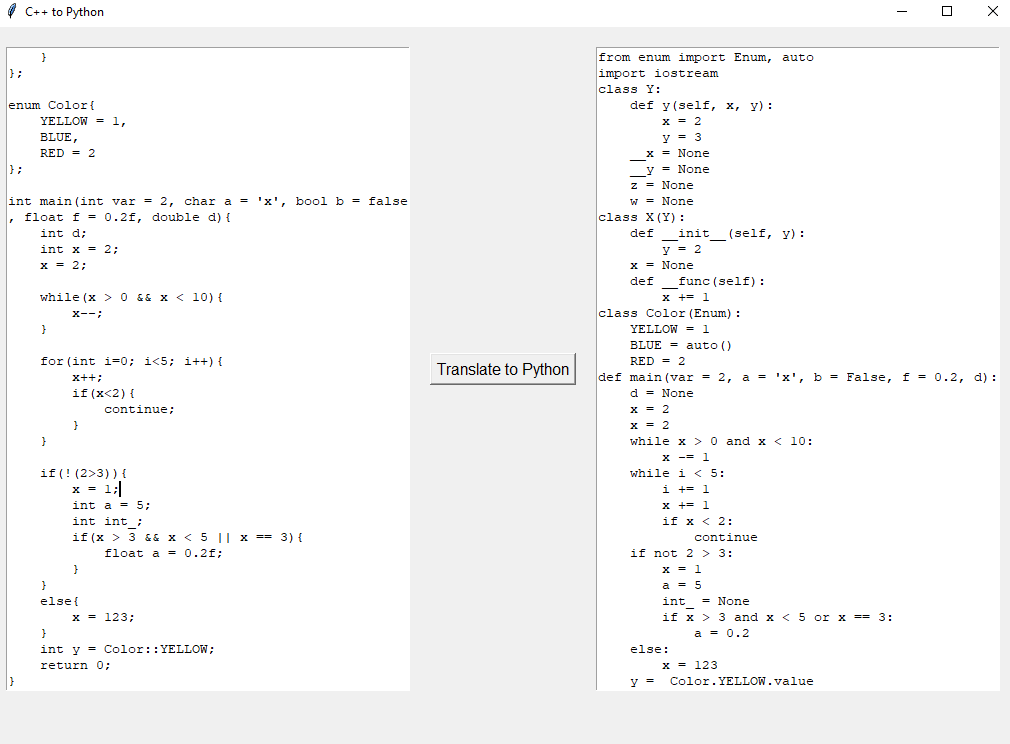 C++ to Python
    }
};

enum Color{
    YELLOW = 1,
    BLUE,
    RED = 2
};

int main(int var = 2, char a = 'x', bool b = false
, float f = 0.2f, double d){
    int d;
    int x = 2;
    x = 2;

    while(x > 0 && x < 10){
        x--;
    }

    for(int i=0; i<5; i++){
        x++;
        if(x<2){
            continue;
        }
    }

    if(!(2>3)){
        x = 1;
        int a = 5;
        int int_;
        if(x > 3 && x < 5 || x == 3){
            float a = 0.2f;
        }
    }
    else{
        x = 123;
    }
    int y = Color::YELLOW;
    return 0;
}
Translate to Python
from enum import Enum, auto
import iostream
class Y:
    def y(self, x, y):
        x = 2
        y = 3
    __x = None
    __y = None
    z = None
    w = None
class X(Y):
    def __init__(self, y):
        y = 2
    x = None
    def __func(self):
        x += 1
class Color(Enum):
    YELLOW = 1
    BLUE = auto()
    RED = 2
def main(var = 2, a = 'x', b = False, f = 0.2, d):
    d = None
    x = 2
    x = 2
    while x > 0 and x < 10:
        x -= 1
    while i < 5:
        i += 1
        x += 1
        if x < 2:
            continue
    if not 2 > 3:
        x = 1
        a = 5
        int_ = None
        if x > 3 and x < 5 or x == 3:
            a = 0.2
    else:
        x = 123
    y =  Color.YELLOW.value